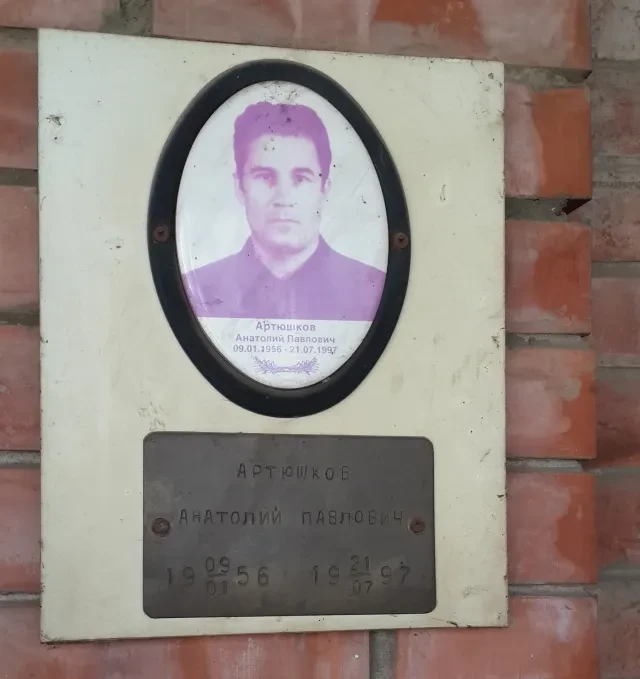 Артюшков
Анатолий Павлович
09.01.1956 - 21.07.1997
АРТЮШКОВ
АНАТОЛИЙ ПАВЛОВИЧ
19 09/01 56 19 21/07 97